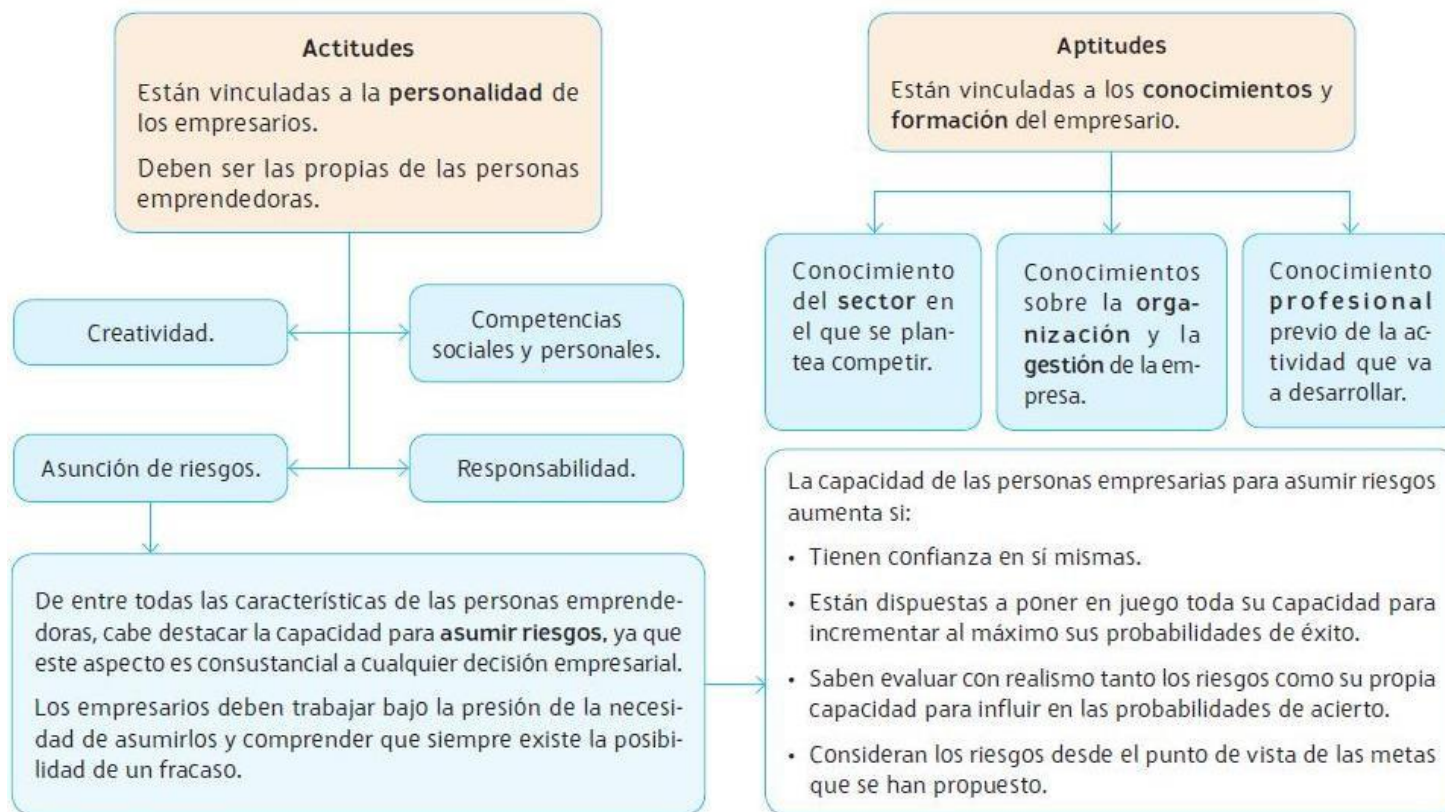 Actitudes
Están vinculadas a la personalidad de
los empresarios.
Deben ser las propias de las personas
emprendedoras.
Creatividad.
Competencias
sociales y personales.
Asunción de riesgos.
Responsabilidad.
De entre todas las características de las personas emprende-
doras, cabe destacar la capacidad para asumir riesgos, ya que
este aspecto es consustancial a cualquier decisión empresarial.
Los empresarios deben trabajar bajo la presión de la necesi-
dad de asumirlos y comprender que siempre existe la posibi-
lidad de un fracaso.
Aptitudes
Están vinculadas a los conocimientos y
formación del empresario.
Conocimiento
del sector en
el que se plan-
tea competir.
Conocimientos
sobre la orga-
nización y la
gestión de la em-
presa.
Conocimiento
profesional
previo de la ac-
tividad que va
a desarrollar.
La capacidad de las personas empresarias para asumir riesgos
aumenta si:
• Tienen confianza en sí mismas.
• Están dispuestas a poner en juego toda su capacidad para
incrementar al máximo sus probabilidades de éxito.
• Saben evaluar con realismo tanto los riesgos como su propia
capacidad para influir en las probabilidades de acierto.
• Consideran los riesgos desde el punto de vista de las metas
que se han propuesto.